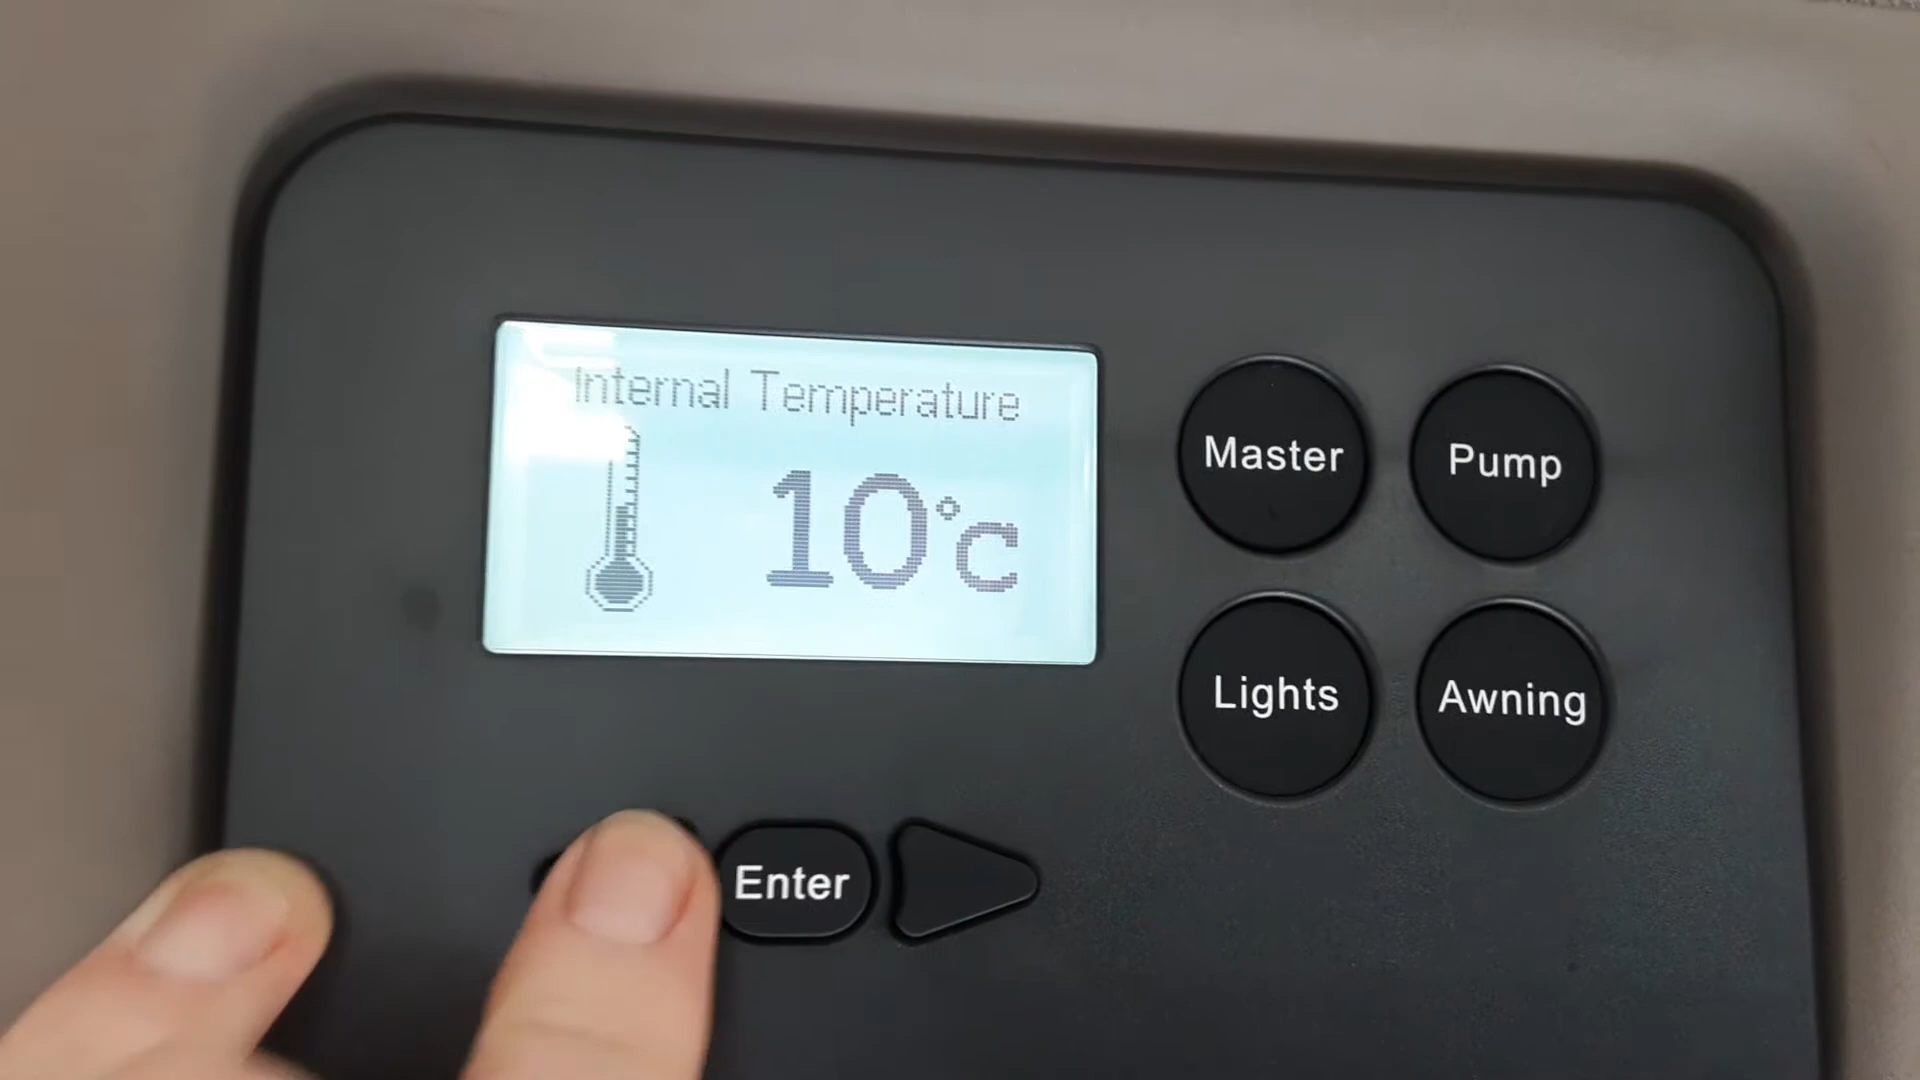 Internal Temperature
10°c
Master
Pump
Lights
Awning
Enter